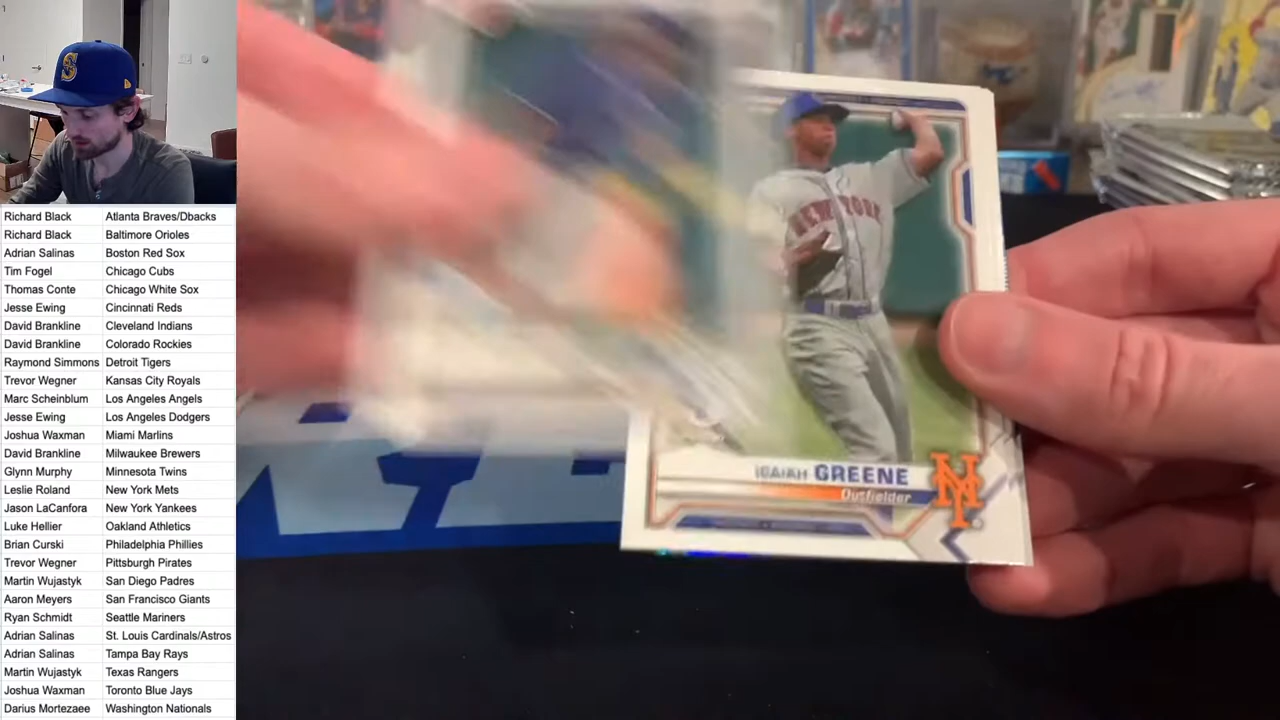 S
Richard Black Atlanta Braves/Dbacks
Richard Black Baltimore Orioles
Adrian Salinas Boston Red Sox
Tim Fogel Chicago Cubs
Thomas Conte Chicago White Sox
Jesse Ewing Cincinnati Reds
David Brankline Cleveland Indians
David Brankline Colorado Rockies
Raymond Simmons Detroit Tigers
Trevor Wegner Kansas City Royals
Marc Scheinblum Los Angeles Angels
Jesse Ewing Los Angeles Dodgers
Joshua Waxman Miami Marlins
David Brankline Milwaukee Brewers
Glynn Murphy Minnesota Twins
Leslie Roland New York Mets
Jason LaCanfora New York Yankees
Luke Hellier Oakland Athletics
Brian Curski Philadelphia Phillies
Trevor Wegner Pittsburgh Pirates
Martin Wujastyk San Diego Padres
Aaron Meyers San Francisco Giants
Ryan Schmidt Seattle Mariners
Adrian Salinas St. Louis Cardinals/Astros
Adrian Salinas Tampa Bay Rays
Martin Wujastyk Texas Rangers
Joshua Waxman Toronto Blue Jays
Darius Mortezaee Washington Nationals
NEW YORK
ISAIAH GREENE
Outfielder
NY